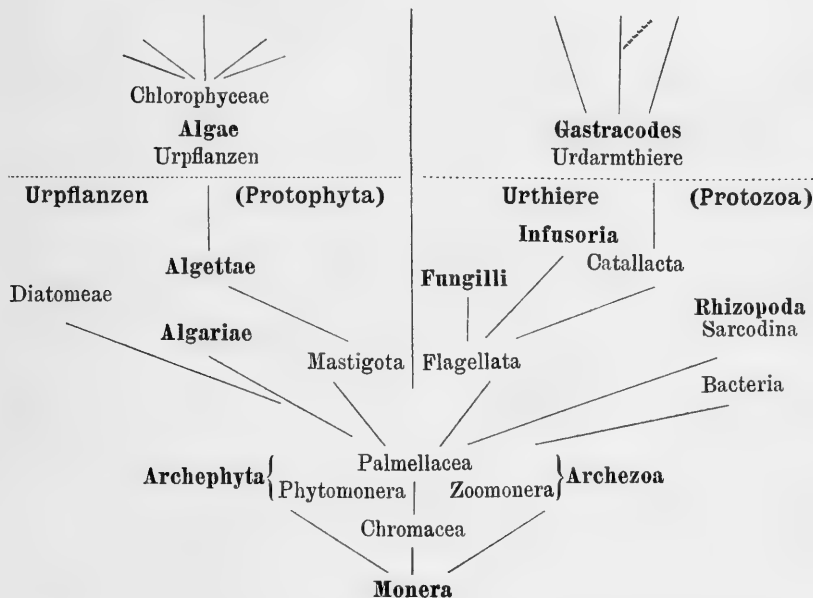 Chlorophyceae
Algae
Urpflanzen
Gastracodes
Urdarmthiere
Urpflanzen (Protophyta)
Urthiere (Protozoa)
Infusoria
Algettae
Catallacta
Fungilli
Diatomeae
Rhizopoda
Sarcodina
Algariae
Mastigota
Flagellata
Bacteria
Palmellacea
Archephyta
Phytomonera
Zoomonera
Archezoa
Chromacea
Monera